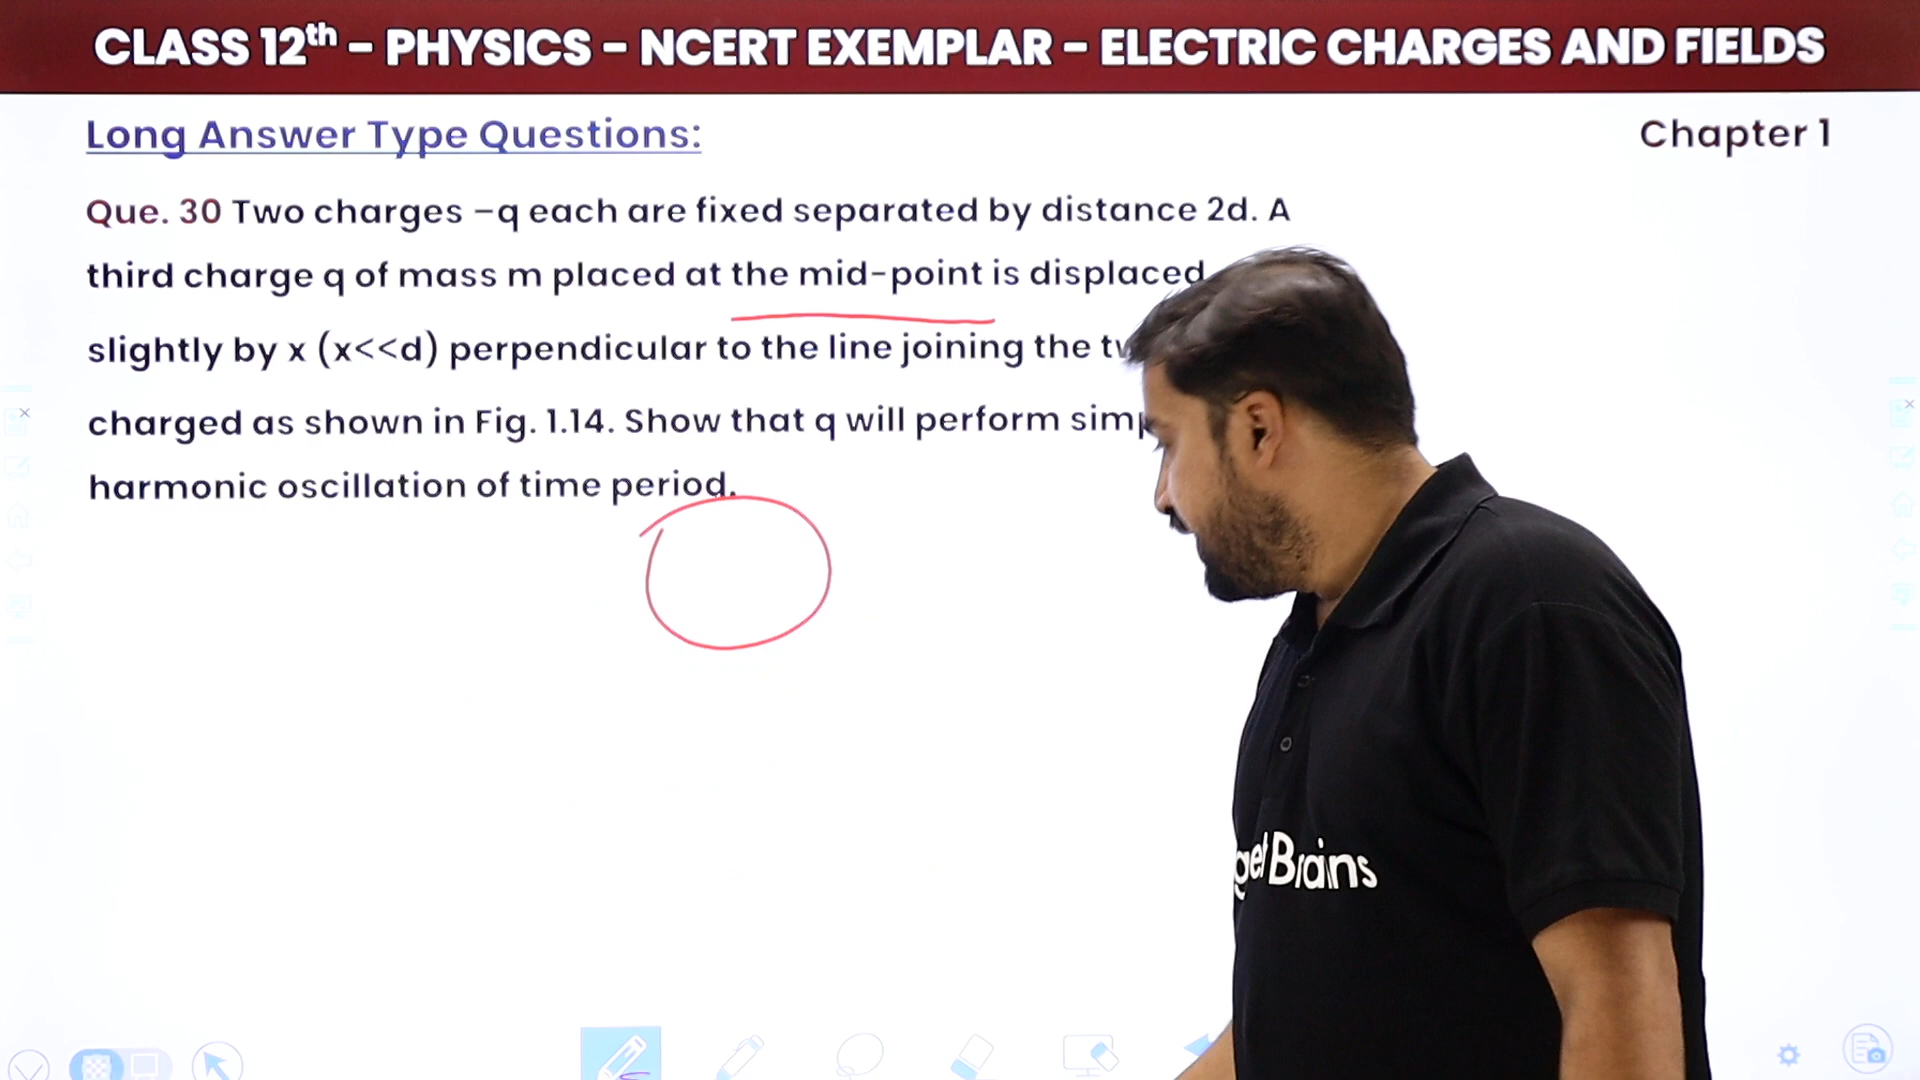 CLASS 12th - PHYSICS - NCERT EXEMPLAR - ELECTRIC CHARGES AND FIELDS
Long Answer Type Questions:
Chapter 1
Que. 30 Two charges –q each are fixed separated by distance 2d. A
third charge q of mass m placed at the mid-point is displaced
slightly by x (x<<d) perpendicular to the line joining the
charged as shown in Fig. 1.14. Show that q will perform
harmonic oscillation of time period.
Brains